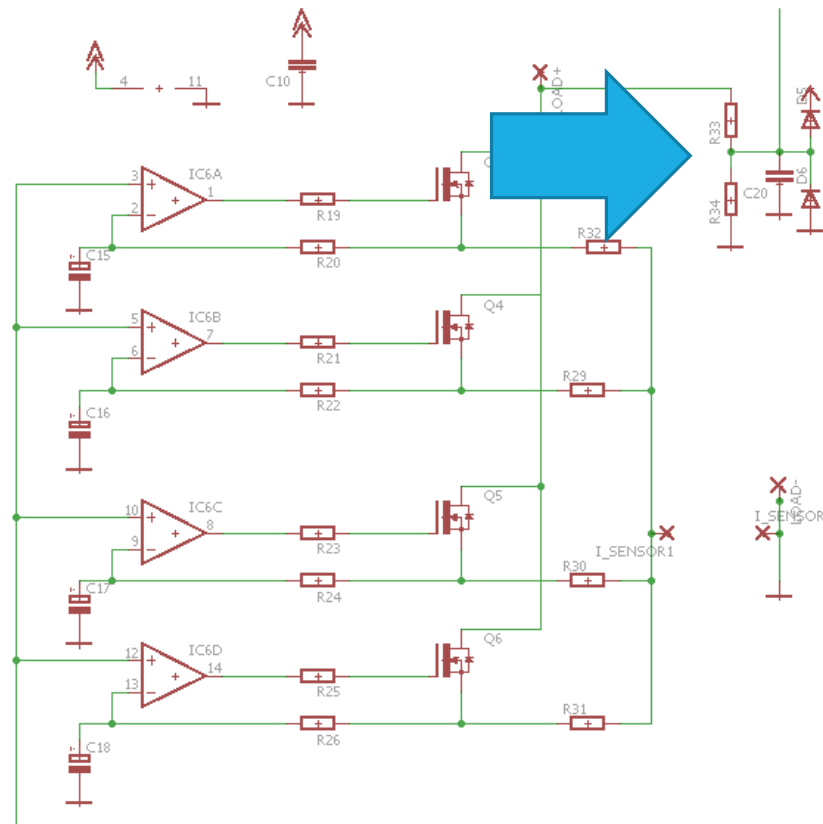 C10
4
11
LOAD+
D5
R33
3
IC6A
1
2
R19
C20
D6
R34
R20
R32
C15
5
IC6B
7
6
Q4
R21
R22
R29
C16
10
IC6C
8
9
Q5
R23
LOAD-
I_SENSOR
I_SENSOR1
R24
R30
C17
12
IC6D
14
13
Q6
R25
R26
R31
C18